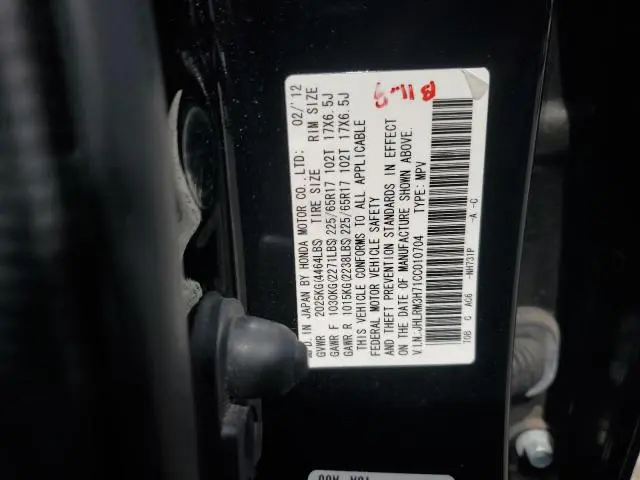 B 11-9
MFD. IN JAPAN BY HONDA MOTOR CO., LTD: 02/'12
GVWR 2025KG(4464LBS) TIRE SIZE RIM SIZE
GAWR F 1030KG(2271LBS)225/65R17 102T 17X6.5J
GAWR R 1015KG(2238LBS)225/65R17 102T 17X6.5J
THIS VEHICLE CONFORMS TO ALL APPLICABLE
FEDERAL MOTOR VEHICLE SAFETY
AND THEFT PREVENTION STANDARDS IN EFFECT
ON THE DATE OF MANUFACTURE SHOWN ABOVE.
V.I.N.:JHLRM3H71CC010704 TYPE: MPV
T0B C AC6 -NH731P -A -C